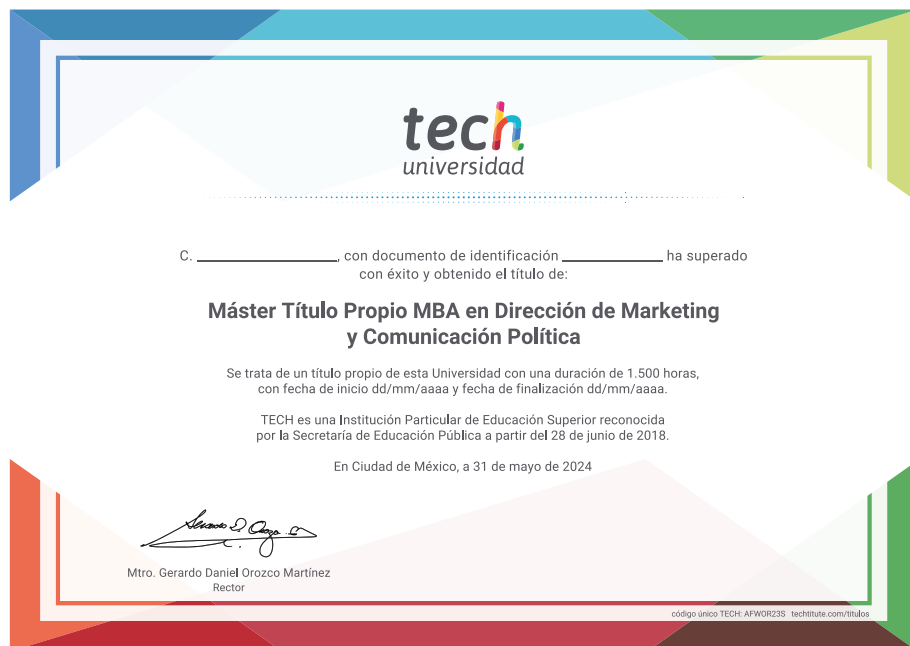 tech
universidad
C. ____________________, con documento de identificación ______________ ha superado
con éxito y obtenido el título de:
Máster Título Propio MBA en Dirección de Marketing
y Comunicación Política
Se trata de un título propio de esta Universidad con una duración de 1.500 horas,
con fecha de inicio dd/mm/aaaa y fecha de finalización dd/mm/aaaa.
TECH es una Institución Particular de Educación Superior reconocida
por la Secretaría de Educación Pública a partir del 28 de junio de 2018.
En Ciudad de México, a 31 de mayo de 2024
Mtro. Gerardo Daniel Orozco Martínez
Rector
código único TECH: AFWOR23S techtitute.com/titulos